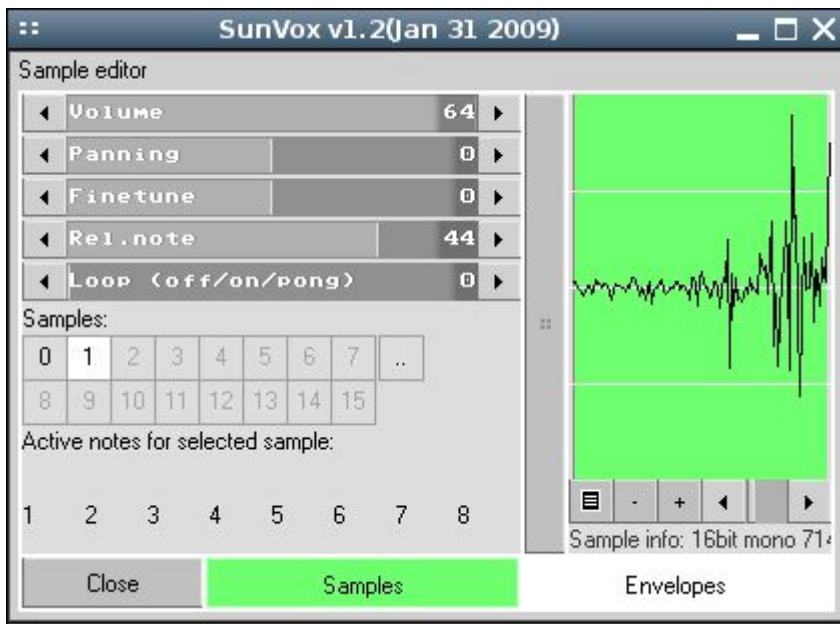 SunVox v1.2(Jan 31 2009)
Sample editor
Volume 64
Panning 0
Finetune 0
Rel.note 44
Loop (off/on/pong) 0
Samples:
0 1 2 3 4 5 6 7 ..
8 9 10 11 12 13 14 15
Active notes for selected sample:
1 2 3 4 5 6 7 8
- +
Sample info: 16bit mono 714
Close Samples Envelopes